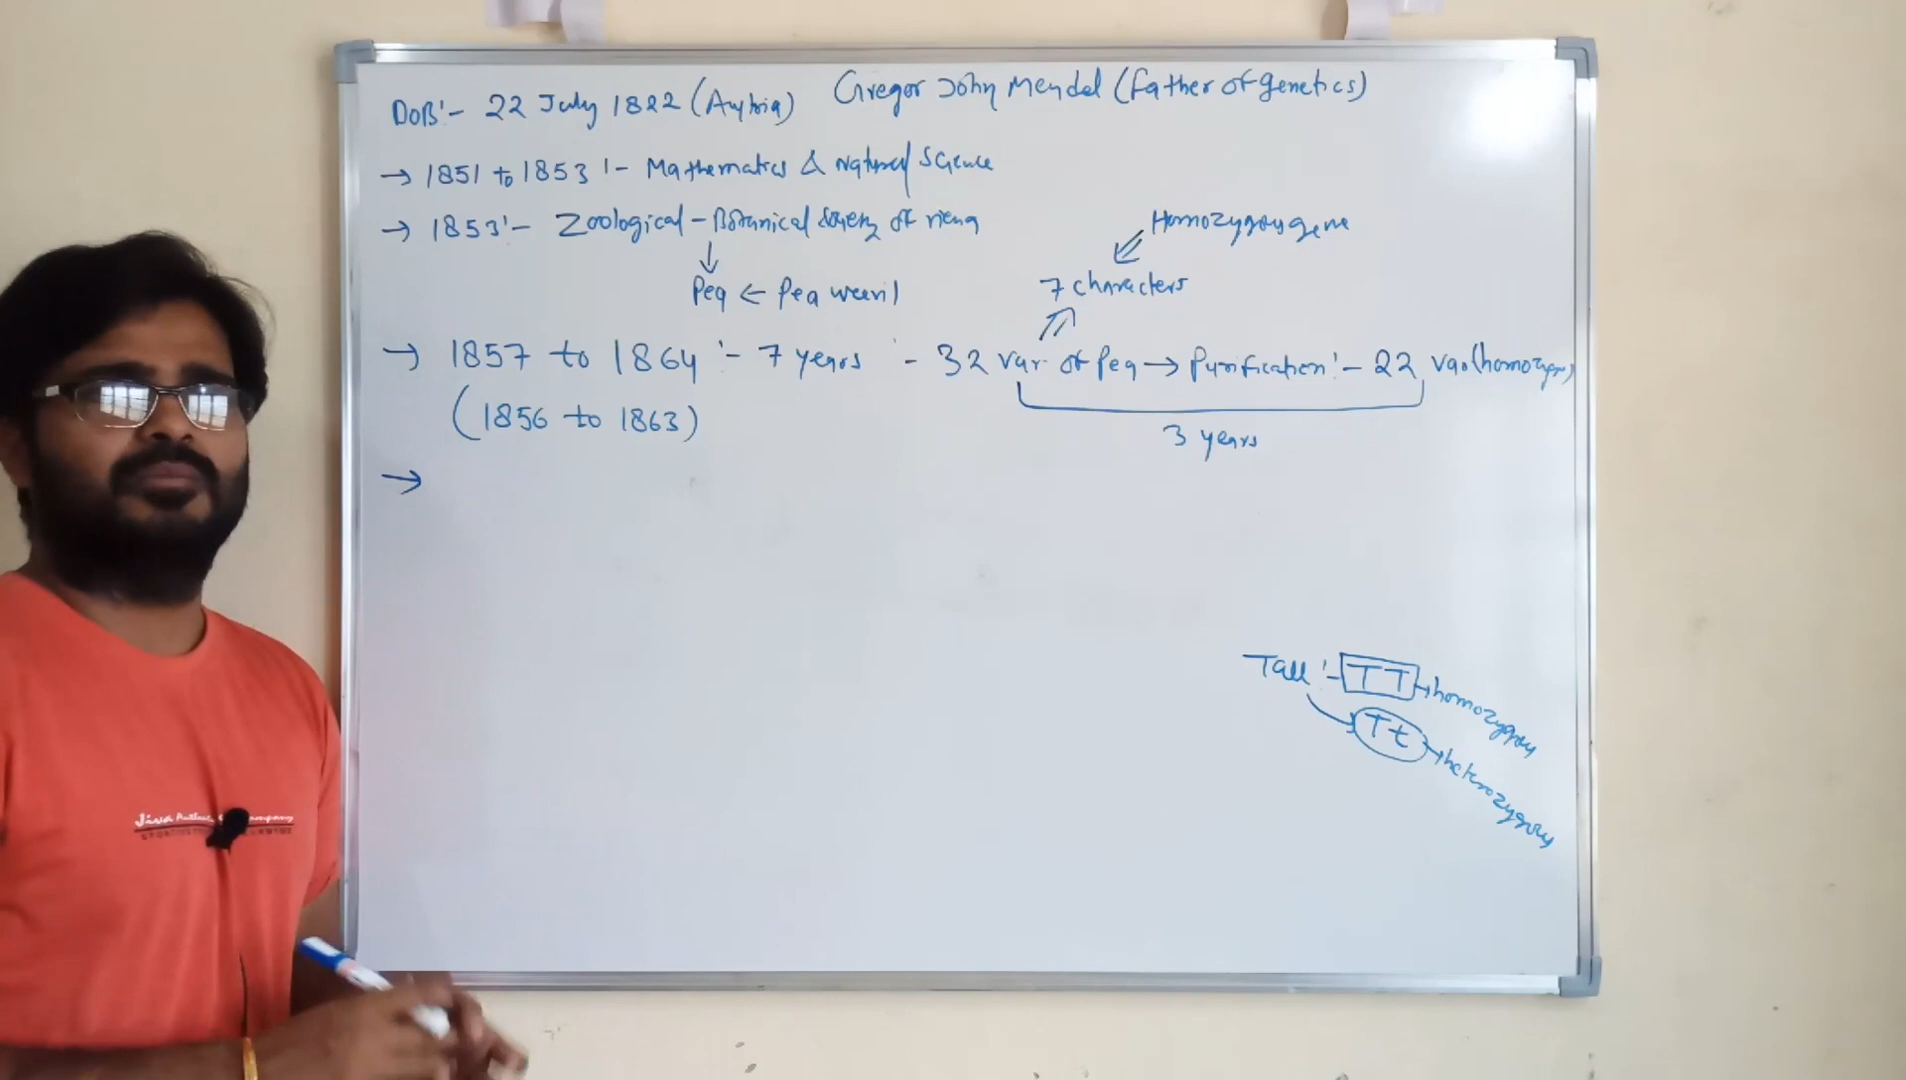 Gregor John Mendel (Father of genetics)
DOB:- 22 July 1822 (Austria)
→ 1851 to 1853 :- Mathematics & Natural Science
→ 1853:- Zoological - Botanical Society of viena
Homozygous gene
7 characters
Pea ← Pea weevil
→ 1857 to 1864 :- 7 years :- 32 var. of Pea → Purification:- 22 var(homozygous)
(1856 to 1863)
3 years
→
Tall :- TT → homozygous
Tt → heterozygous
Java